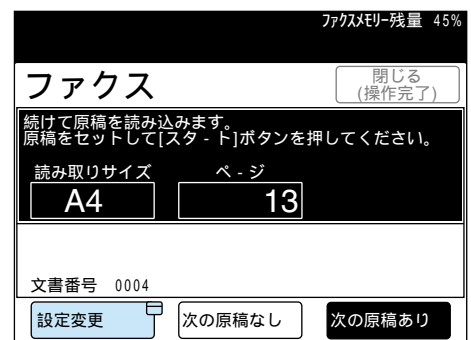 ファクスメモリー残量 45%
ファクス
閉じる
(操作完了)
続けて原稿を読み込みます。
原稿をセットして[スタ-ト]ボタンを押してください。
読み取りサイズ ペ-ジ
A4 13
文書番号 0004
設定変更 次の原稿なし 次の原稿あり